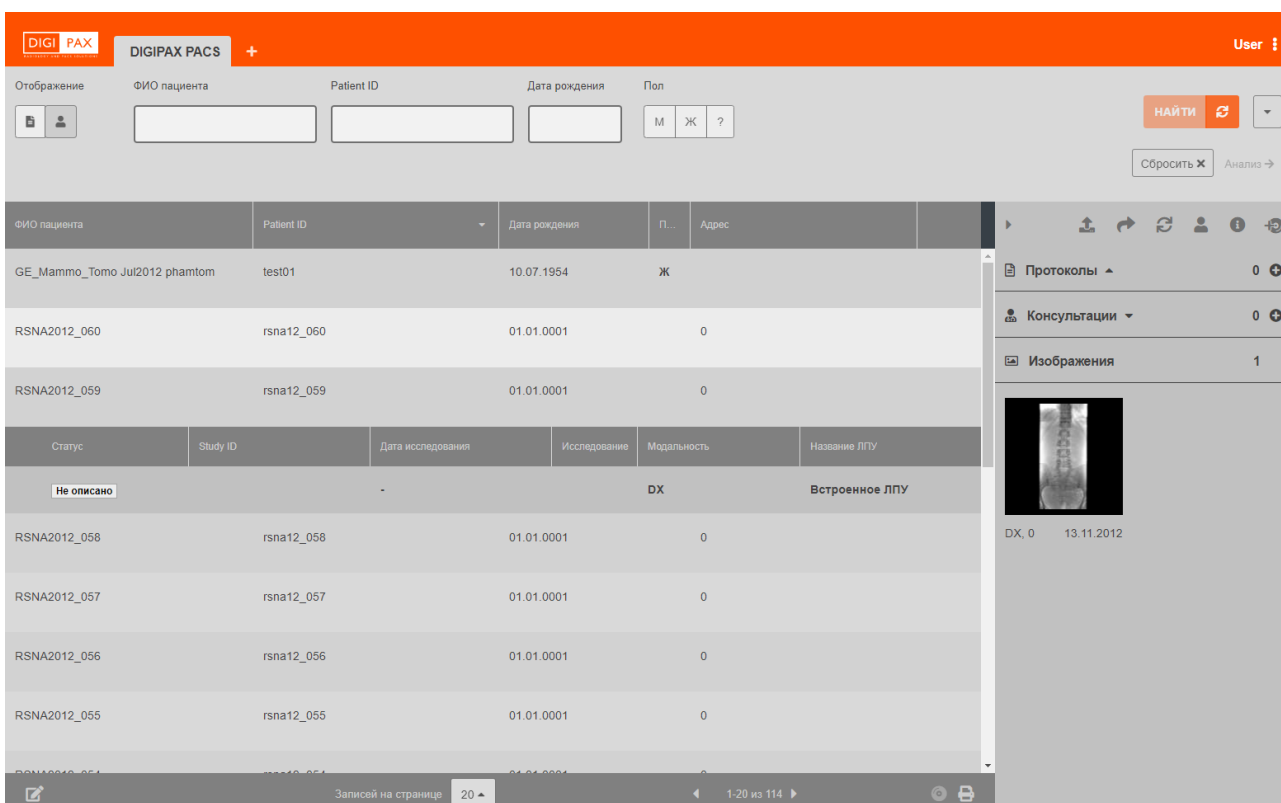 DIGI PAX
DIGIPAX PACS +
User
Отображение ФИО пациента Patient ID Дата рождения Пол
М Ж ?
НАЙТИ
Сбросить Анализ
ФИО пациента Patient ID Дата рождения П... Адрес
GE_Mammo_Tomo Jul2012 phamtom test01 10.07.1954 Ж
RSNA2012_060 rsna12_060 01.01.0001 0
RSNA2012_059 rsna12_059 01.01.0001 0
Статус Study ID Дата исследования Исследование Модальность Название ЛПУ
Не описано - DX Встроенное ЛПУ
RSNA2012_058 rsna12_058 01.01.0001 0
RSNA2012_057 rsna12_057 01.01.0001 0
RSNA2012_056 rsna12_056 01.01.0001 0
RSNA2012_055 rsna12_055 01.01.0001 0
Записей на странице 20 1-20 из 114
Протоколы 0
Консультации 0
Изображения 1
DX, 0 13.11.2012